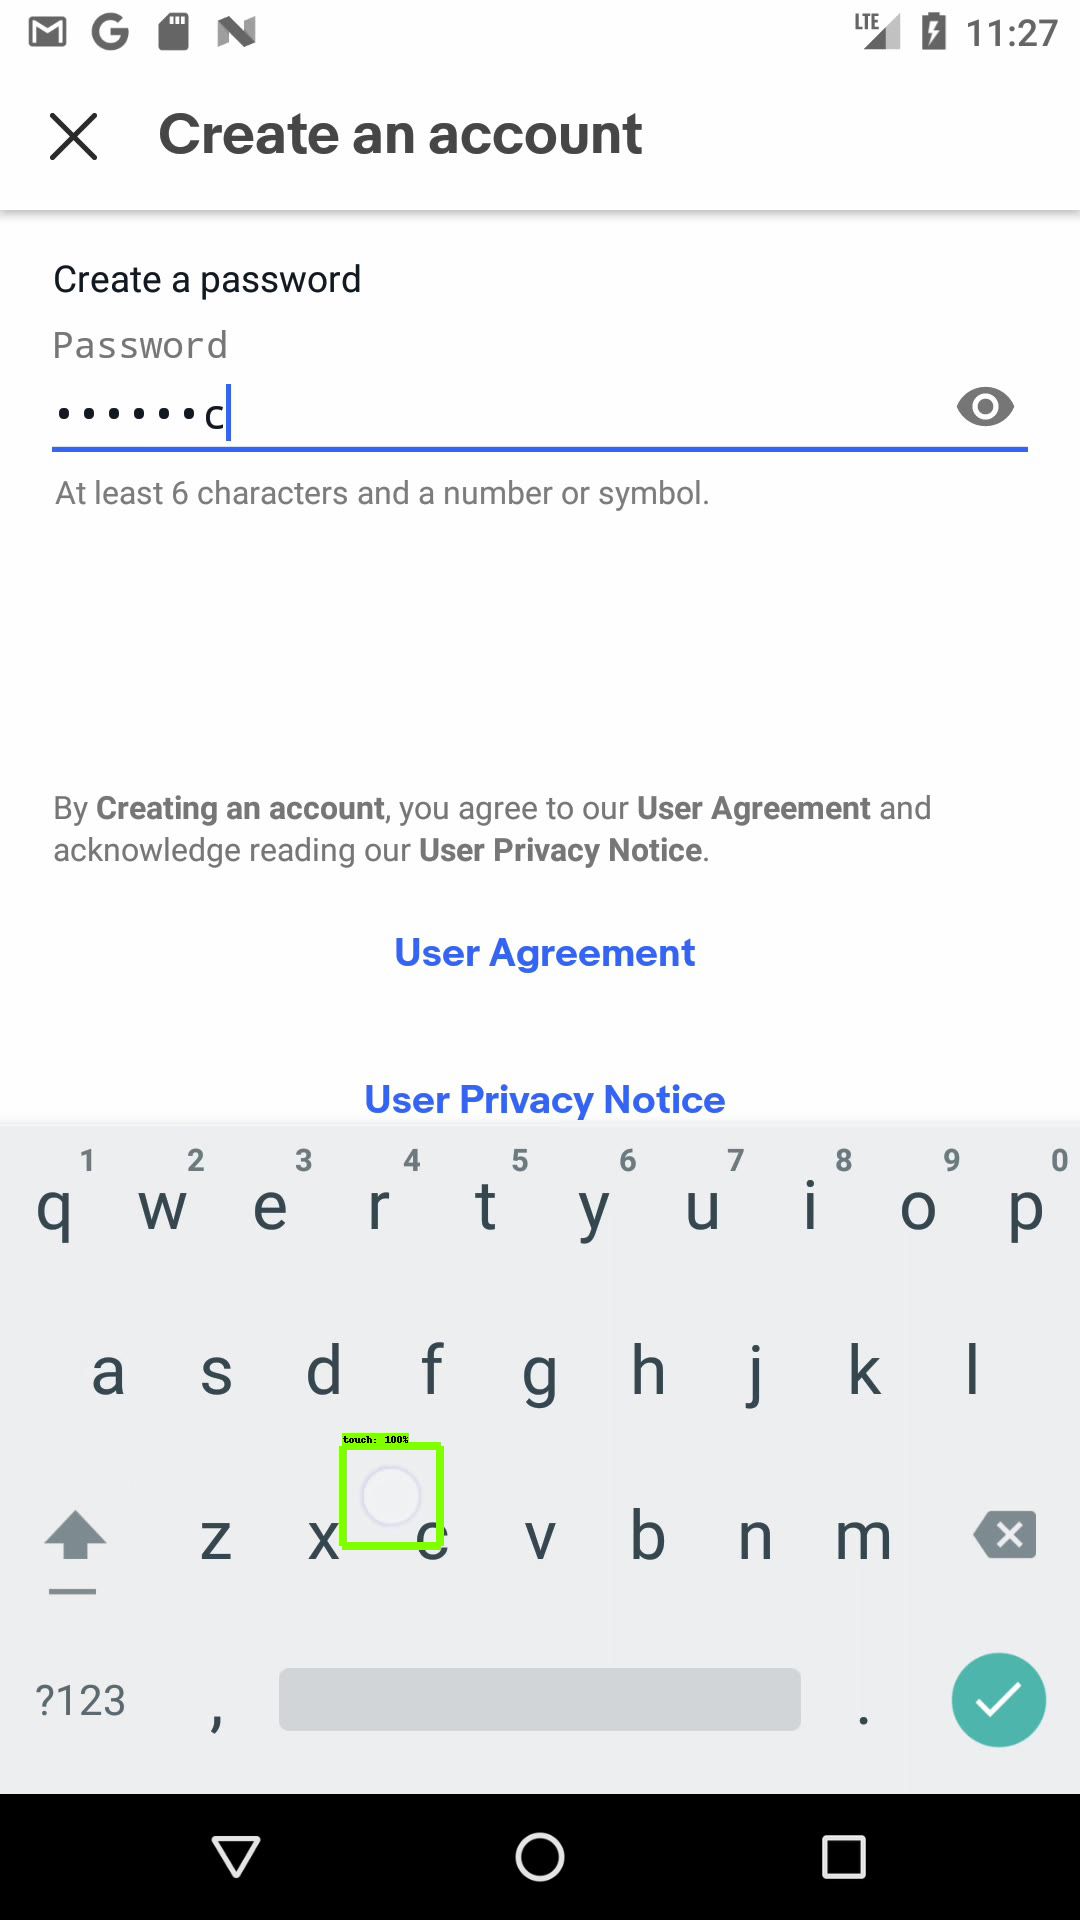 LTE 11:27
Create an account
Create a password
Password
••••••c
At least 6 characters and a number or symbol.
By Creating an account, you agree to our User Agreement and
acknowledge reading our User Privacy Notice.
User Agreement
User Privacy Notice
1 2 3 4 5 6 7 8 9 0
q w e r t y u i o p
a s d f g h j k l
touch: 100%
z x c v b n m
?123 , .